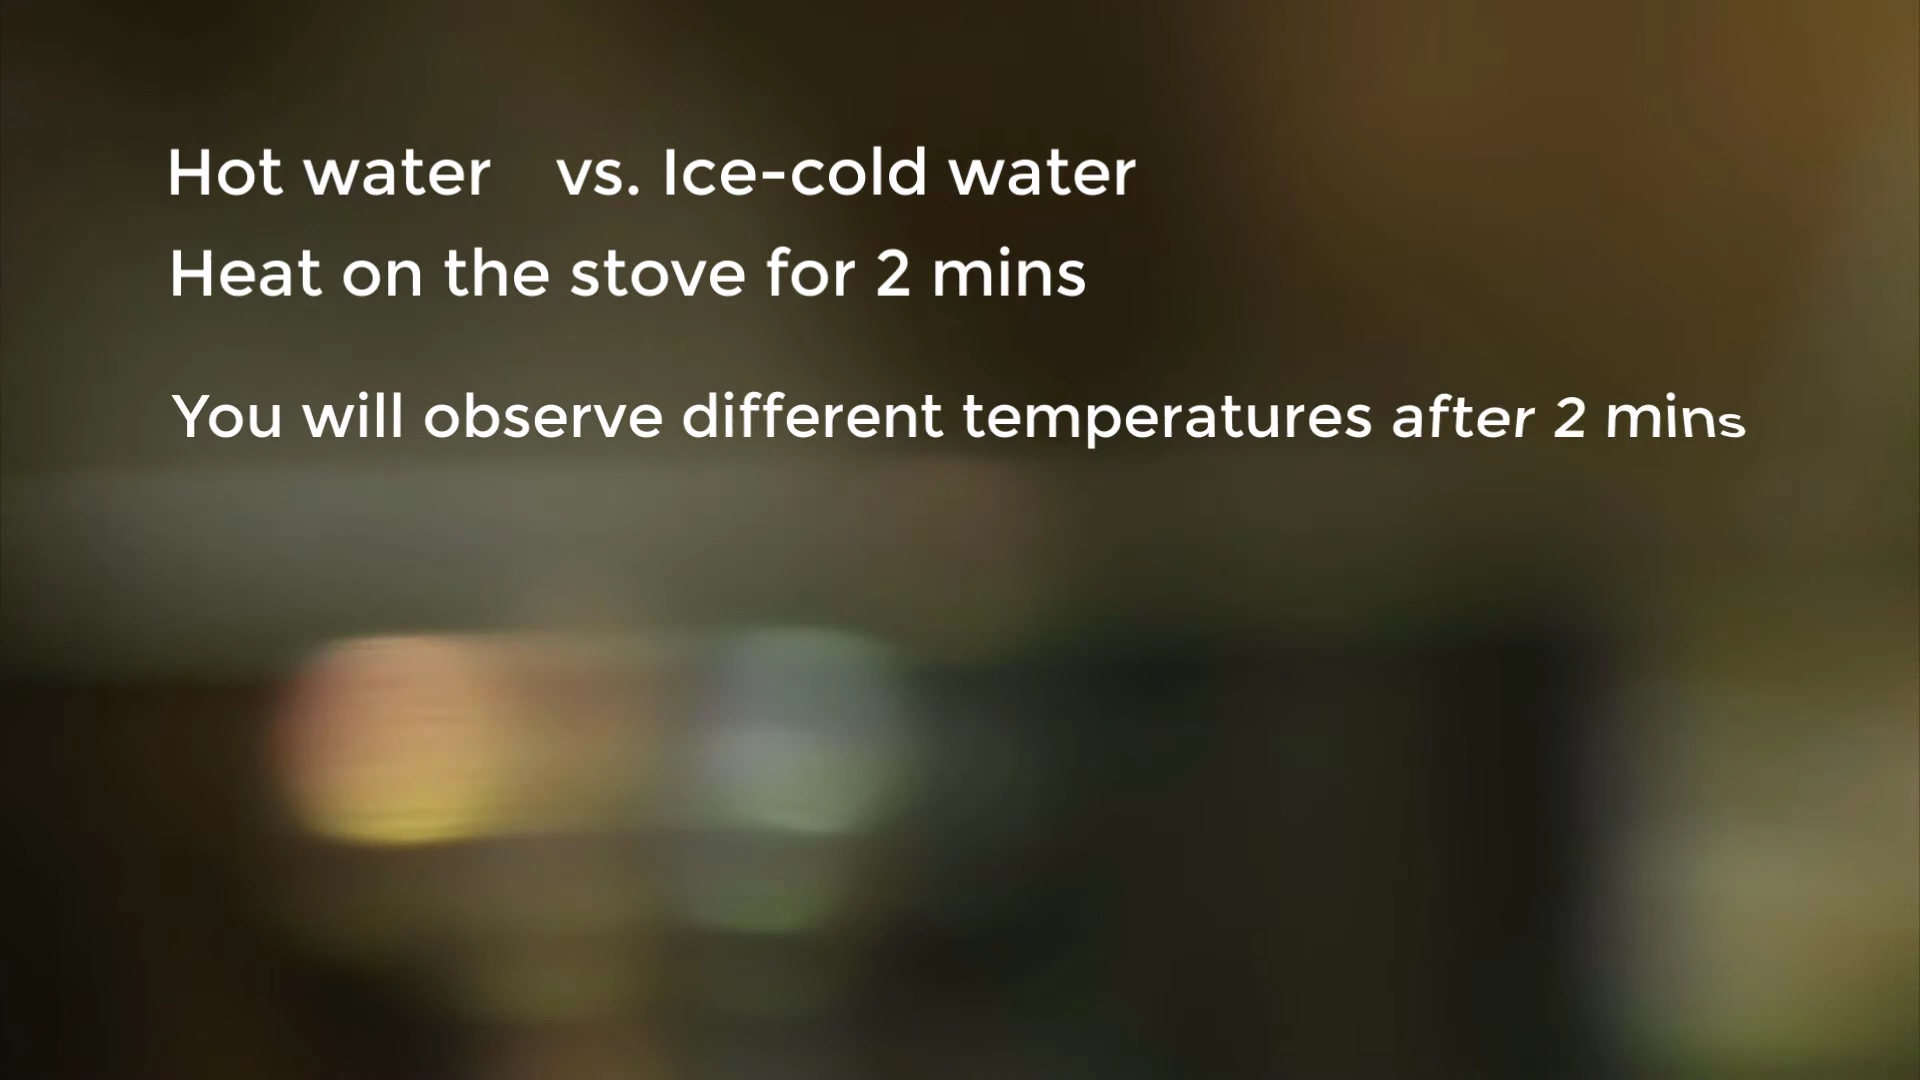 Hot water vs. Ice-cold water
Heat on the stove for 2 mins
You will observe different temperatures after 2 mins